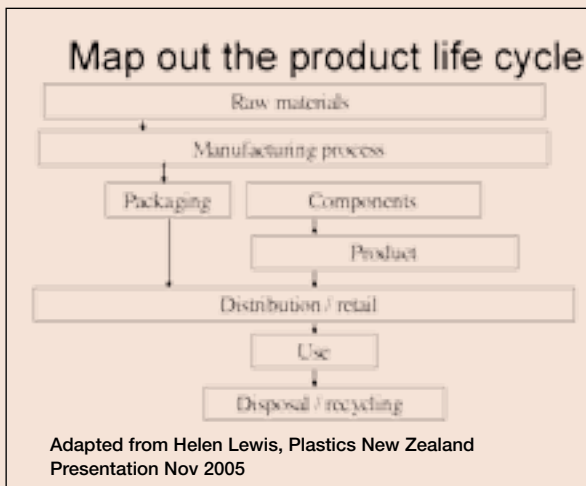 Map out the product life cycle
Raw materials
Manufacturing process
Packaging
Components
Product
Distribution / retail
Use
Disposal / recycling
Adapted from Helen Lewis, Plastics New Zealand
Presentation Nov 2005